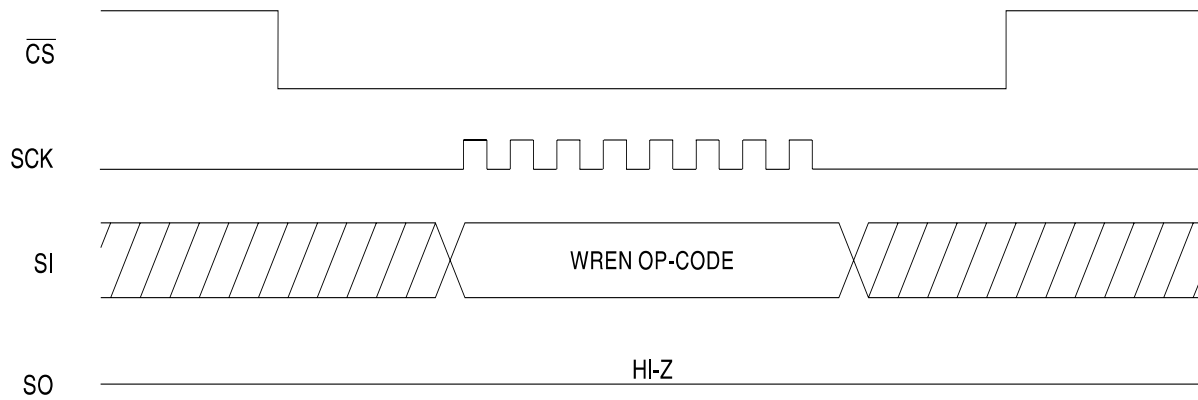 CS
SCK
SI
WREN OP-CODE
HI-Z
SO